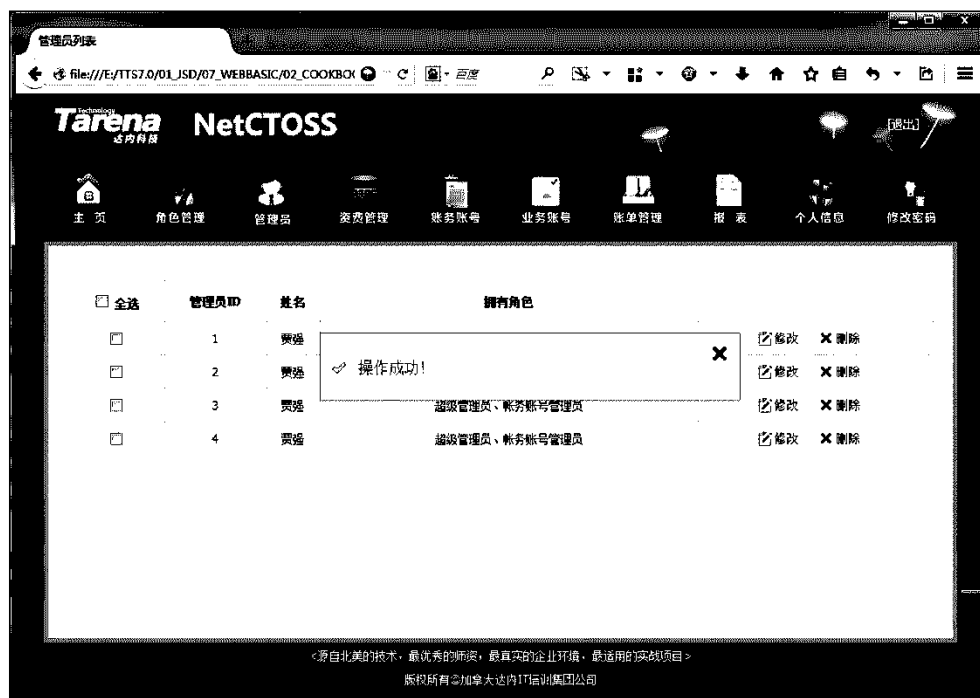 管理员列表
file:///E:/TTS7.0/01_JSD/07_WEBBASIC/02_COOKBO 百度
Technology
Tarena
达内科技
NetCTOSS
[退出]
主 页 角色管理 管理员 资费管理 账务账号 业务账号 账单管理 报 表 个人信息 修改密码
全选 管理员ID 姓名 拥有角色
1 贾强 修改 删除
操作成功!
2 贾强 修改 删除
3 贾强 超级管理员、帐务账号管理员 修改 删除
4 贾强 超级管理员、帐务账号管理员 修改 删除
<源自北美的技术，最优秀的师资，最真实的企业环境，最适用的实战项目>
版权所有©加拿大达内IT培训集团公司